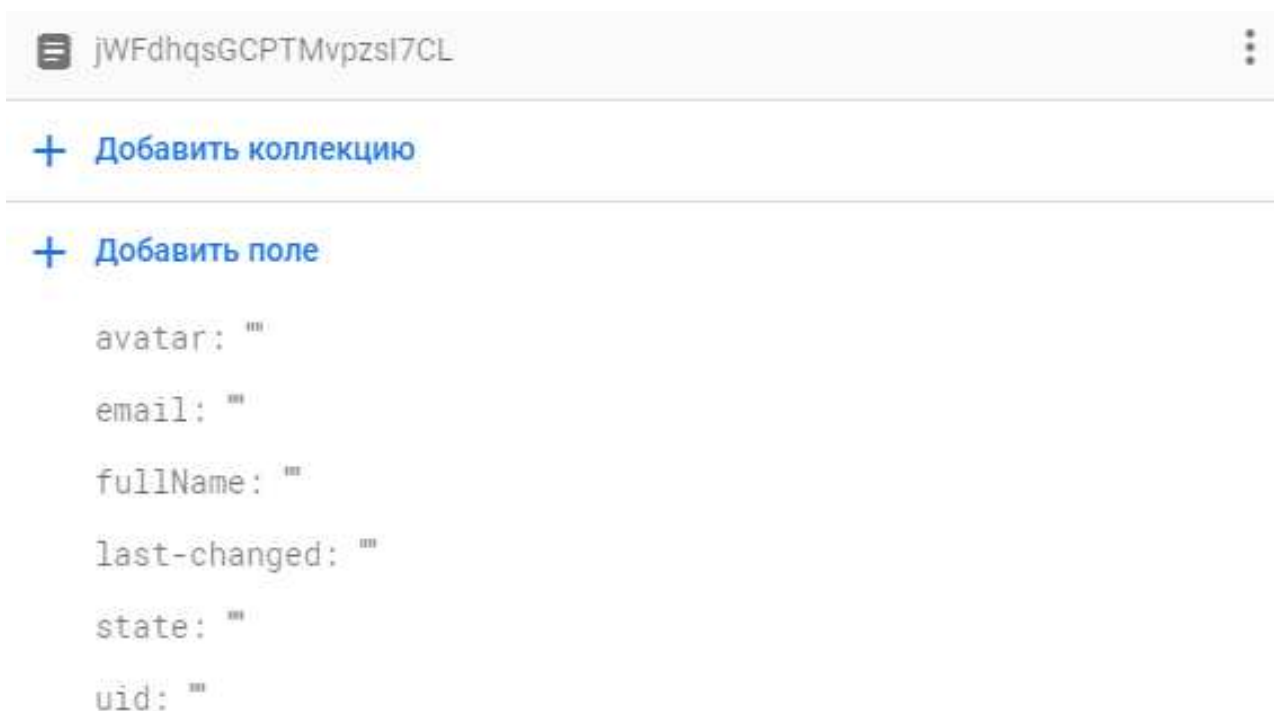 jWFdhqsGCPTMvpzsI7CL
Добавить коллекцию
Добавить поле
avatar: ""
email: ""
fullName: ""
last-changed: ""
state: ""
uid: ""